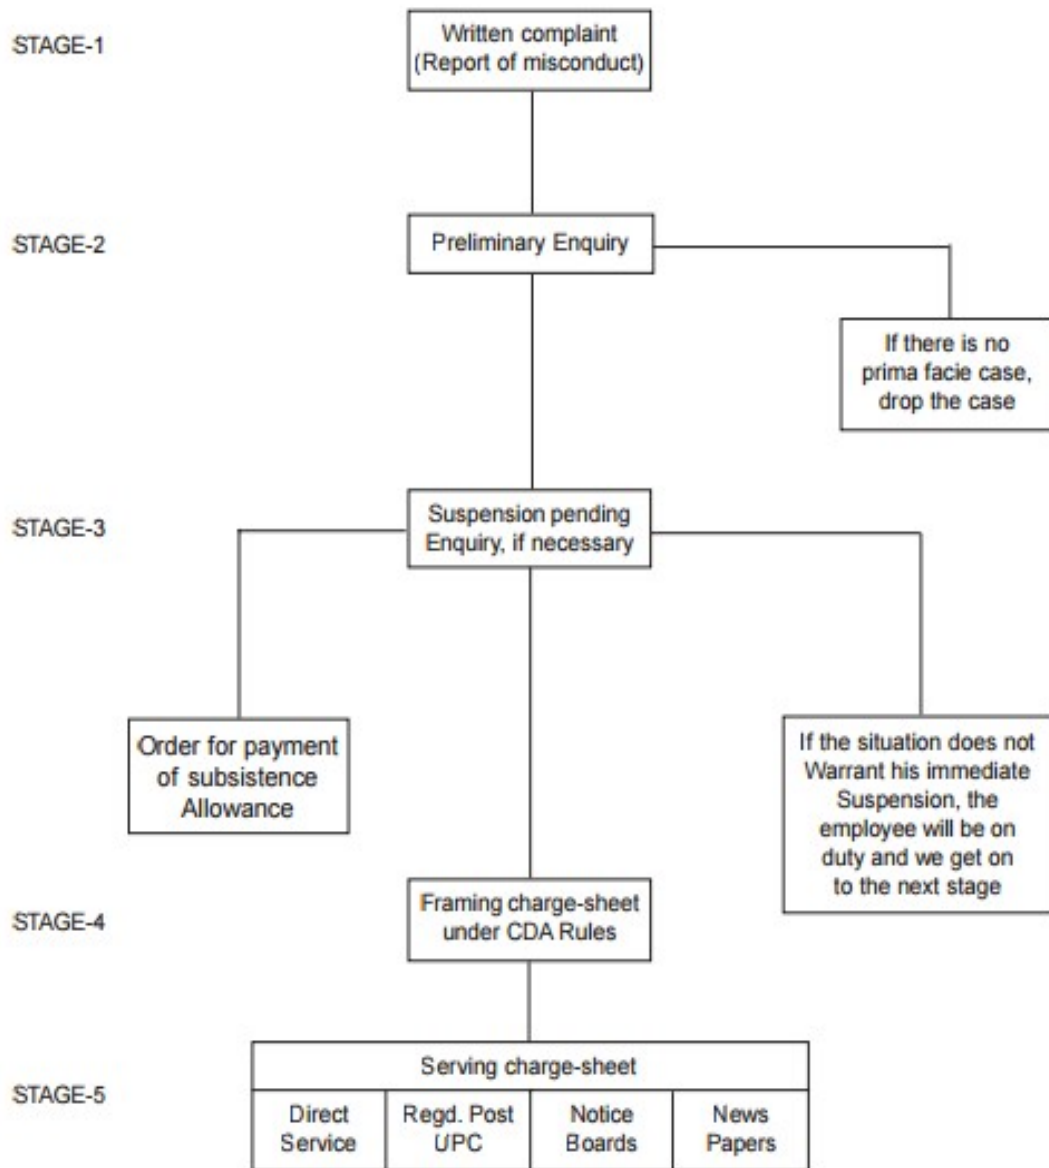 STAGE-1
Written complaint
(Report of misconduct)
STAGE-2
Preliminary Enquiry
If there is no
prima facie case,
drop the case
STAGE-3
Suspension pending
Enquiry, if necessary
Order for payment
of subsistence
Allowance
If the situation does not
Warrant his immediate
Suspension, the
employee will be on
duty and we get on
to the next stage
STAGE-4
Framing charge-sheet
under CDA Rules
STAGE-5
Serving charge-sheet
Direct
Service
Regd. Post
UPC
Notice
Boards
News
Papers